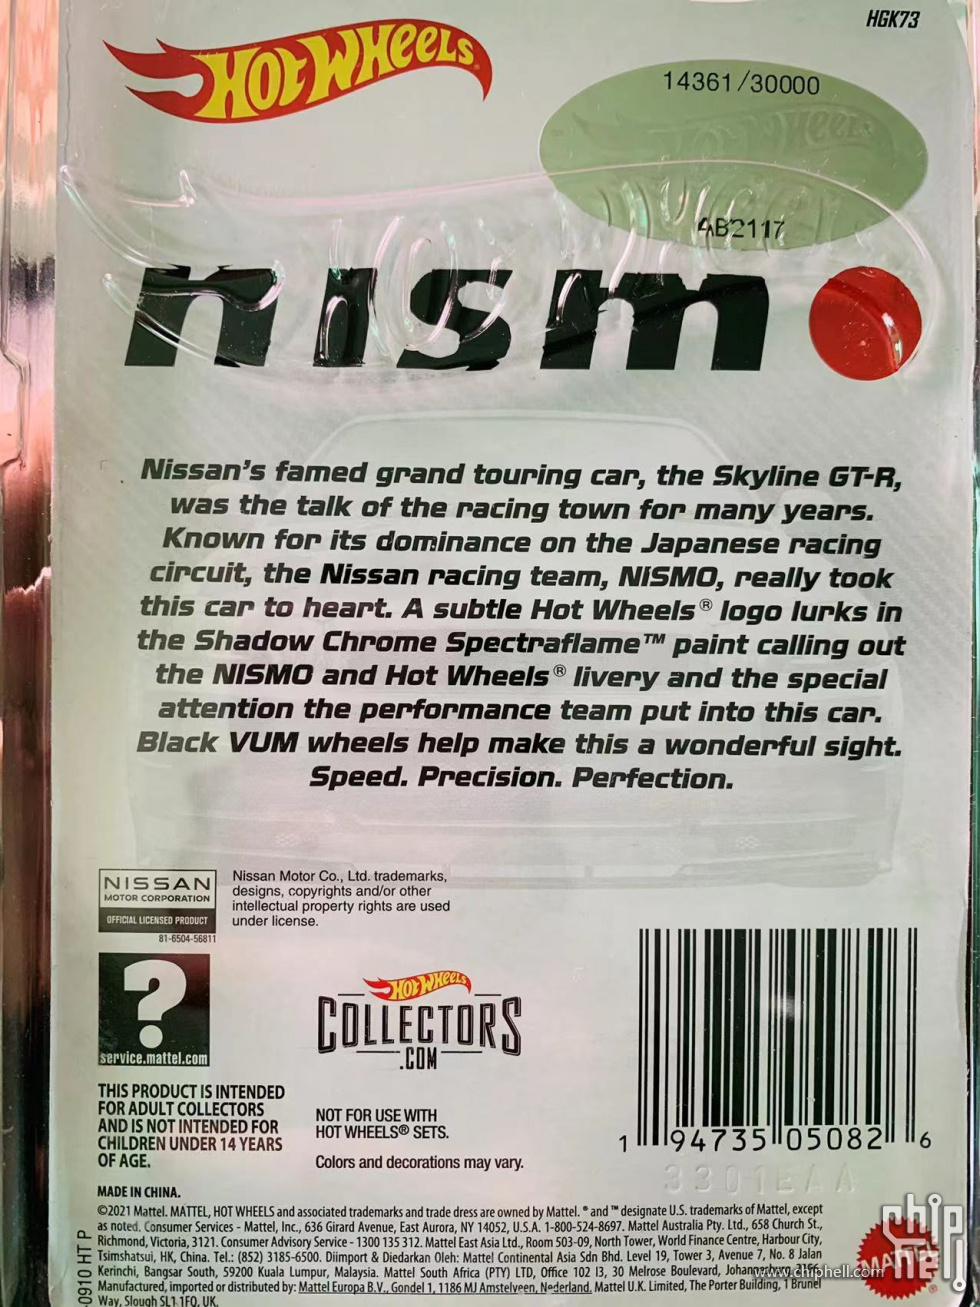 HGK73
HOT WHEELS
14361/30000
AB2117
nismo
Nissan's famed grand touring car, the Skyline GT-R,
was the talk of the racing town for many years.
Known for its dominance on the Japanese racing
circuit, the Nissan racing team, NISMO, really took
this car to heart. A subtle Hot Wheels® logo lurks in
the Shadow Chrome Spectraflame™ paint calling out
the NISMO and Hot Wheels® livery and the special
attention the performance team put into this car.
Black VUM wheels help make this a wonderful sight.
Speed. Precision. Perfection.
NISSAN
MOTOR CORPORATION
OFFICIAL LICENSED PRODUCT
81-6504-56811
Nissan Motor Co., Ltd. trademarks,
designs, copyrights and/or other
intellectual property rights are used
under license.
?
service.mattel.com
HOT WHEELS
COLLECTORS
.COM
THIS PRODUCT IS INTENDED
FOR ADULT COLLECTORS
AND IS NOT INTENDED FOR
CHILDREN UNDER 14 YEARS
OF AGE.
NOT FOR USE WITH
HOT WHEELS® SETS.
Colors and decorations may vary.
1 94735 05082 6
3301EAA
MADE IN CHINA.
©2021 Mattel. MATTEL, HOT WHEELS and associated trademarks and trade dress are owned by Mattel. ® and ™ designate U.S. trademarks of Mattel, except
as noted. Consumer Services - Mattel, Inc., 636 Girard Avenue, East Aurora, NY 14052, U.S.A. 1-800-524-8697. Mattel Australia Pty. Ltd., 658 Church St.,
Richmond, Victoria, 3121. Consumer Advisory Service - 1300 135 312. Mattel East Asia Ltd., Room 503-09, North Tower, World Finance Centre, Harbour City,
Tsimshatsui, HK, China. Tel.: (852) 3185-6500. Diimport & Diedarkan Oleh: Mattel Continental Asia Sdn Bhd. Level 19, Tower 3, Avenue 7, No. 8 Jalan
Kerinchi, Bangsar South, 59200 Kuala Lumpur, Malaysia. Mattel South Africa (PTY) LTD, Office 102 I3, 30 Melrose Boulevard, Johannesburg 2196.
Manufactured, imported or distributed by: Mattel Europa B.V., Gondel 1, 1186 MJ Amstelveen, Nederland. Mattel U.K. Limited, The Porter Building, 1 Brunel
Way, Slough SL1 1FQ, UK.
0910 HT P
MATTEL
chip
hell
www.chiphell.com